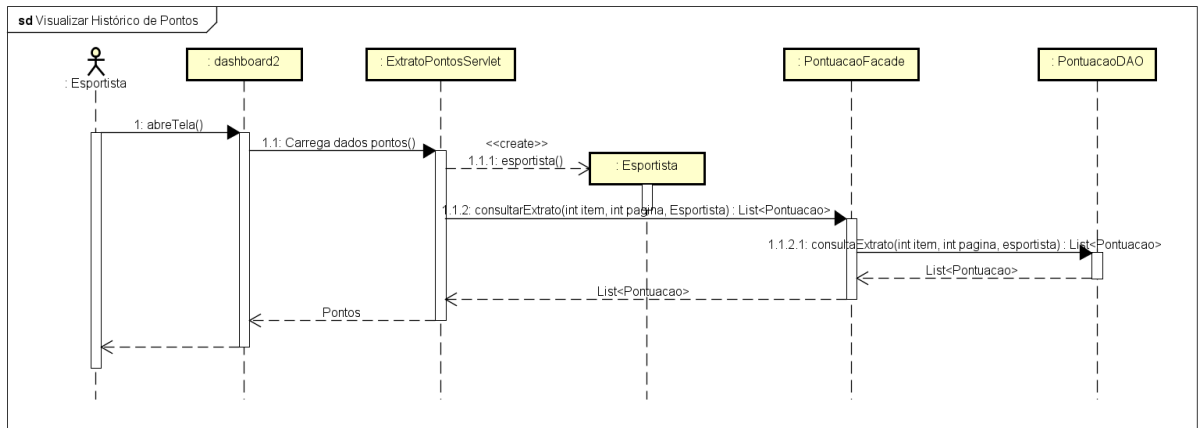 sd Visualizar Histórico de Pontos
: Esportista
: dashboard2
: ExtratoPontosServlet
: PontuacaoFacade
: PontuacaoDAO
1: abreTela()
1.1: Carrega dados pontos()
<<create>>
1.1.1: esportista()
: Esportista
1.1.2: consultarExtrato(int item, int pagina, Esportista) : List<Pontuacao>
1.1.2.1: consultaExtrato(int item, int pagina, esportista) : List<Pontuacao>
List<Pontuacao>
List<Pontuacao>
Pontos